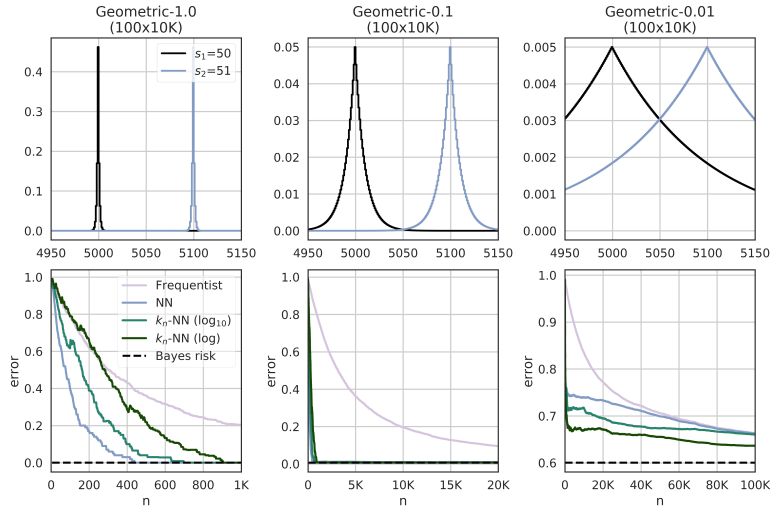 Geometric-1.0
(100x10K)
Geometric-0.1
(100x10K)
Geometric-0.01
(100x10K)
s₁=50
s₂=51
0.4
0.3
0.2
0.1
0.0
4950 5000 5050 5100 5150
0.05
0.04
0.03
0.02
0.01
0.00
4950 5000 5050 5100 5150
0.005
0.004
0.003
0.002
0.001
0.000
4950 5000 5050 5100 5150
error
1.0
0.8
0.6
0.4
0.2
0.0
Frequentist
NN
kₙ-NN (log₁₀)
kₙ-NN (log)
Bayes risk
0 200 400 600 800 1K
n
error
1.0
0.8
0.6
0.4
0.2
0.0
0 5K 10K 15K 20K
n
error
1.0
0.9
0.8
0.7
0.6
0 20K 40K 60K 80K 100K
n